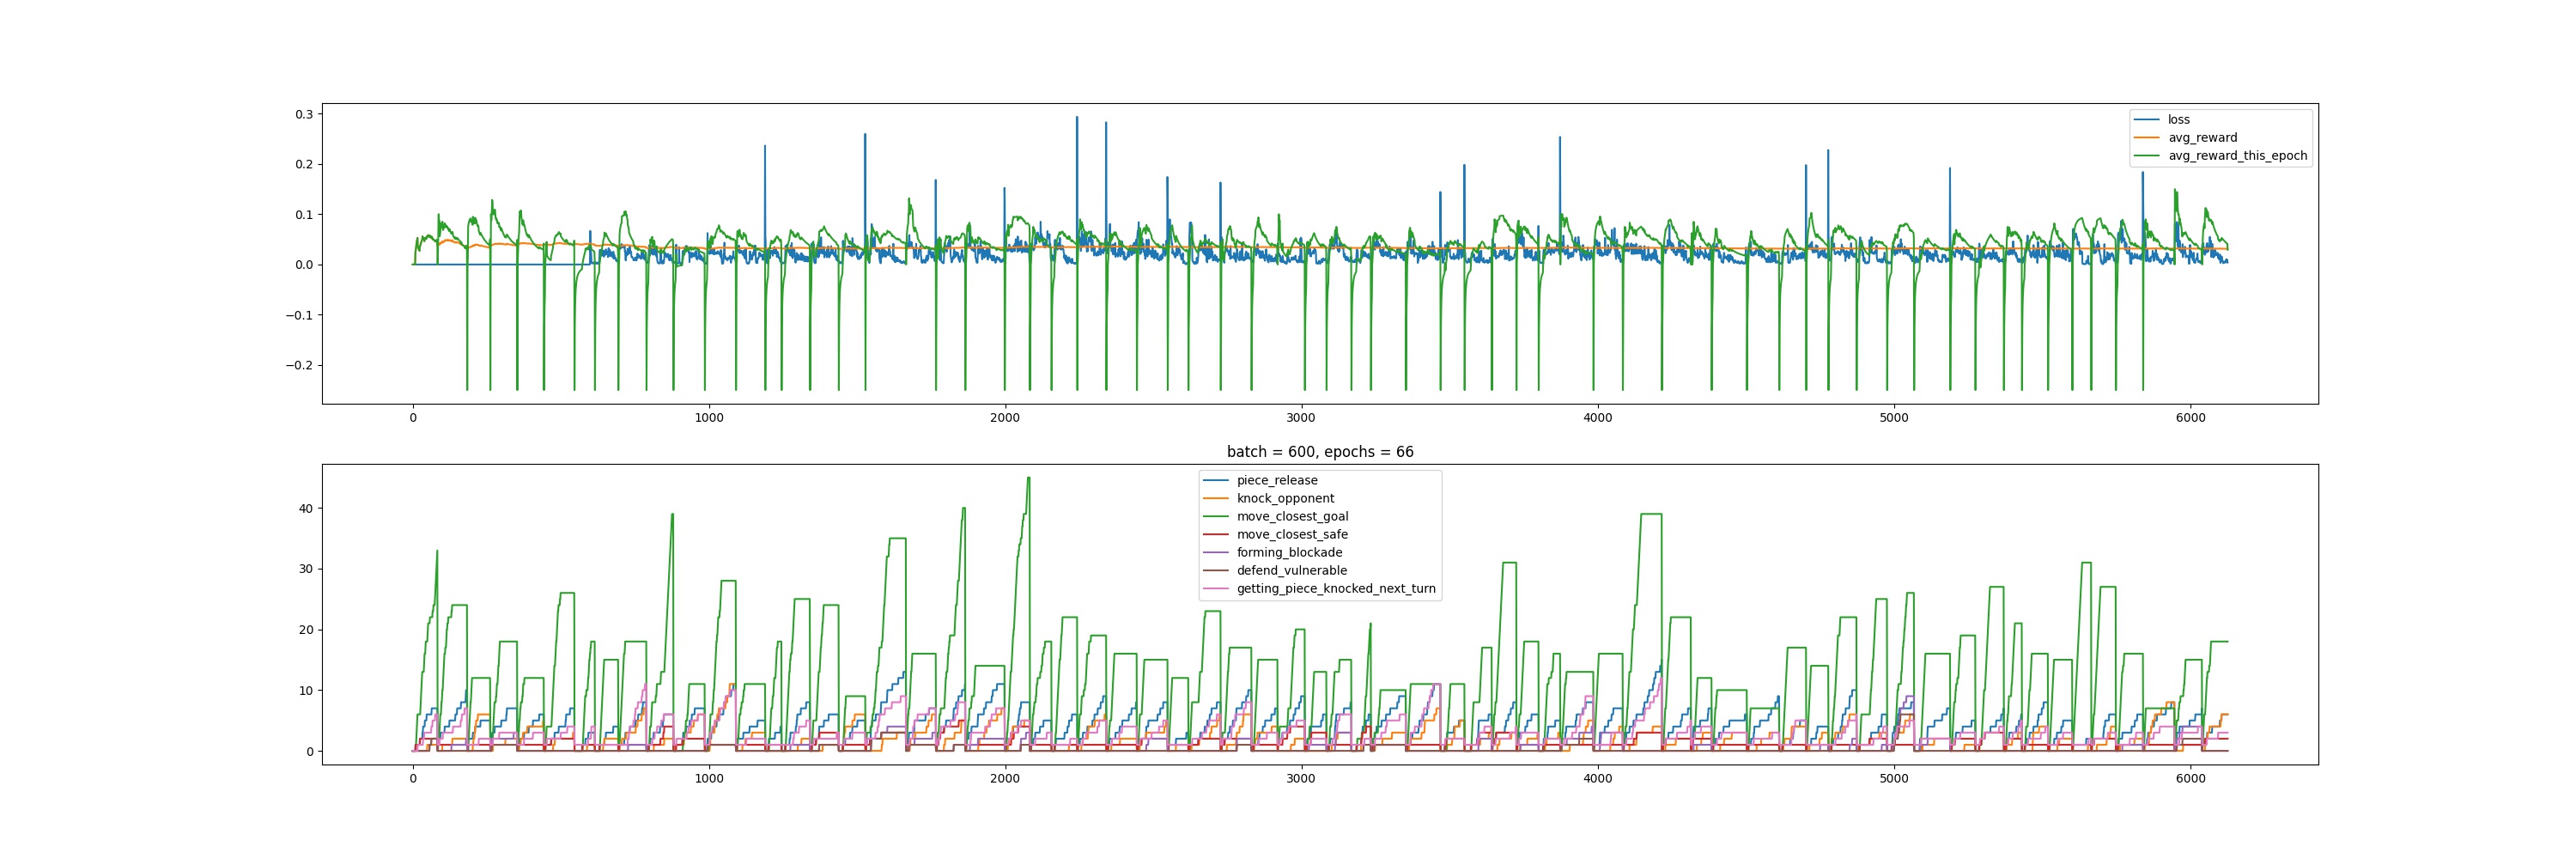 0.3
0.2
0.1
0.0
−0.1
−0.2
loss
avg_reward
avg_reward_this_epoch
0 1000 2000 3000 4000 5000 6000
batch = 600, epochs = 66
40
30
20
10
0
piece_release
knock_opponent
move_closest_goal
move_closest_safe
forming_blockade
defend_vulnerable
getting_piece_knocked_next_turn
0 1000 2000 3000 4000 5000 6000